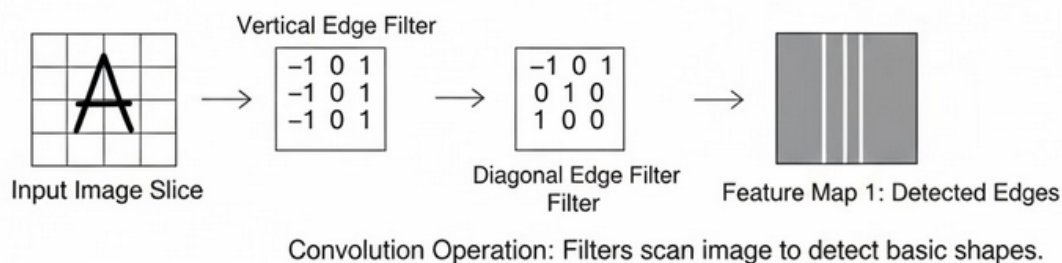 Vertical Edge Filter
A
-1 0 1
-1 0 1
-1 0 1
-1 0 1
0 1 0
1 0 0
Input Image Slice
Diagonal Edge Filter
Filter
Feature Map 1: Detected Edges
Convolution Operation: Filters scan image to detect basic shapes.